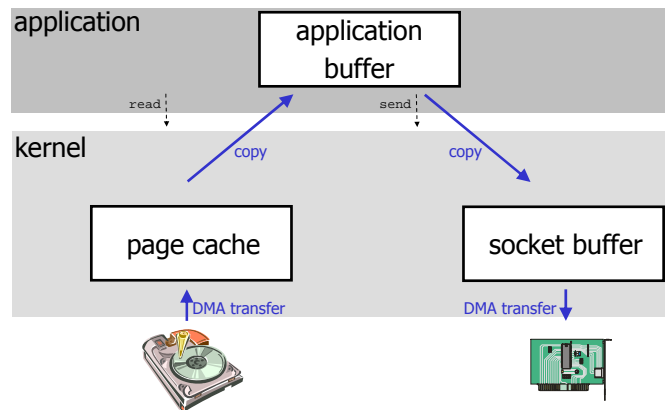 application
application
buffer
read
send
kernel
copy
copy
page cache
socket buffer
DMA transfer
DMA transfer